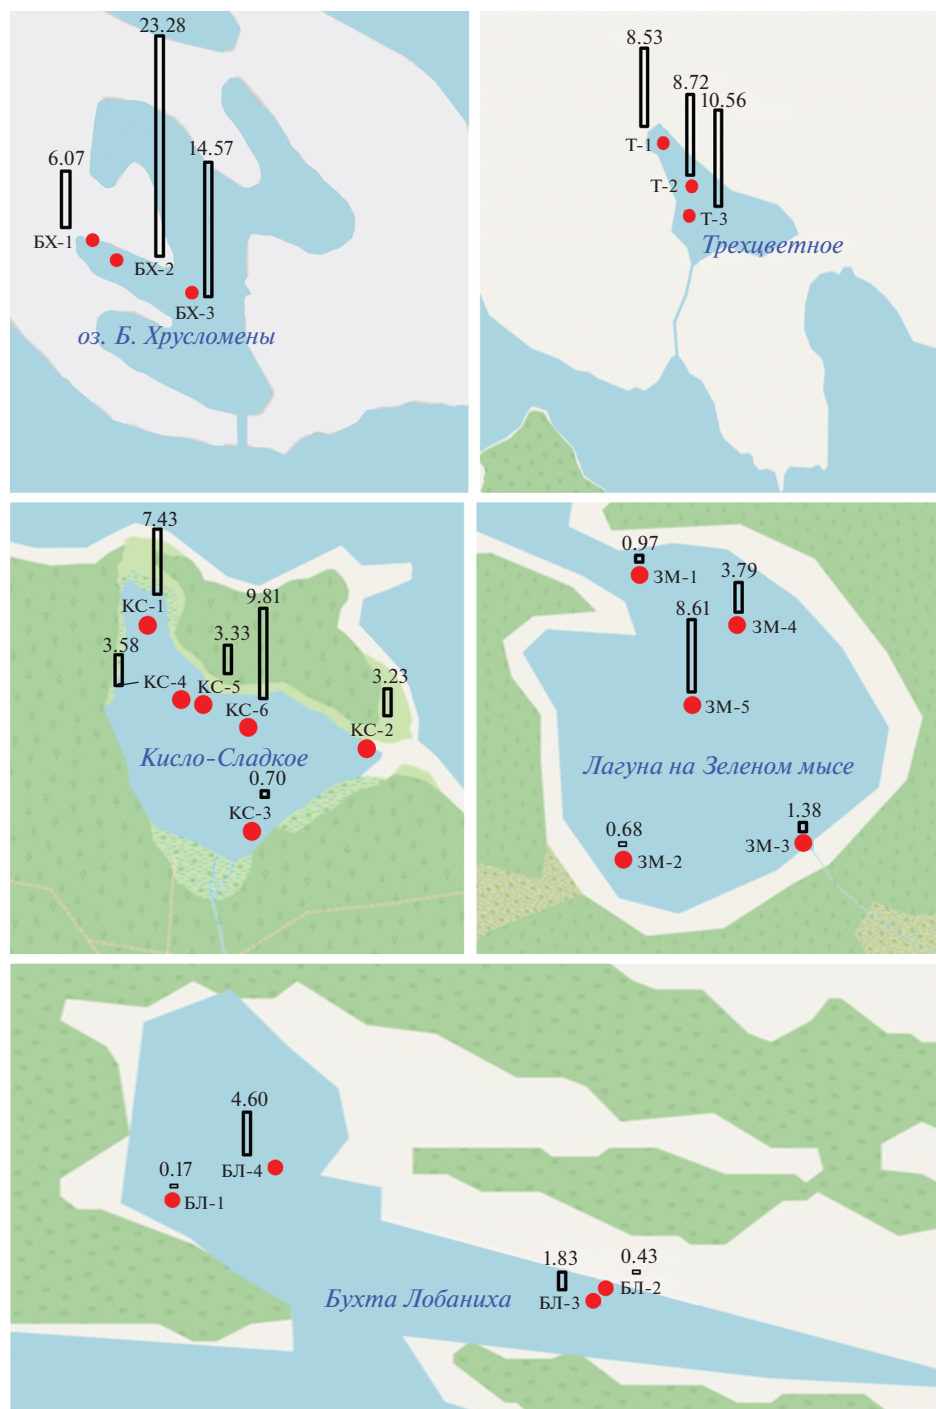 23.28
14.57
6.07
БХ-1
БХ-2
БХ-3
оз. Б. Хрусломены
8.53
8.72
10.56
Т-1
Т-2
Т-3
Трехцветное
7.43
КС-1
9.81
3.58
3.33
КС-4
КС-5
3.23
КС-6
КС-2
Кисло-Сладкое
0.70
КС-3
0.97
ЗМ-1
3.79
8.61
ЗМ-4
ЗМ-5
Лагуна на Зеленом мысе
1.38
0.68
ЗМ-3
ЗМ-2
4.60
0.17
БЛ-4
БЛ-1
1.83
0.43
БЛ-2
БЛ-3
Бухта Лобаниха